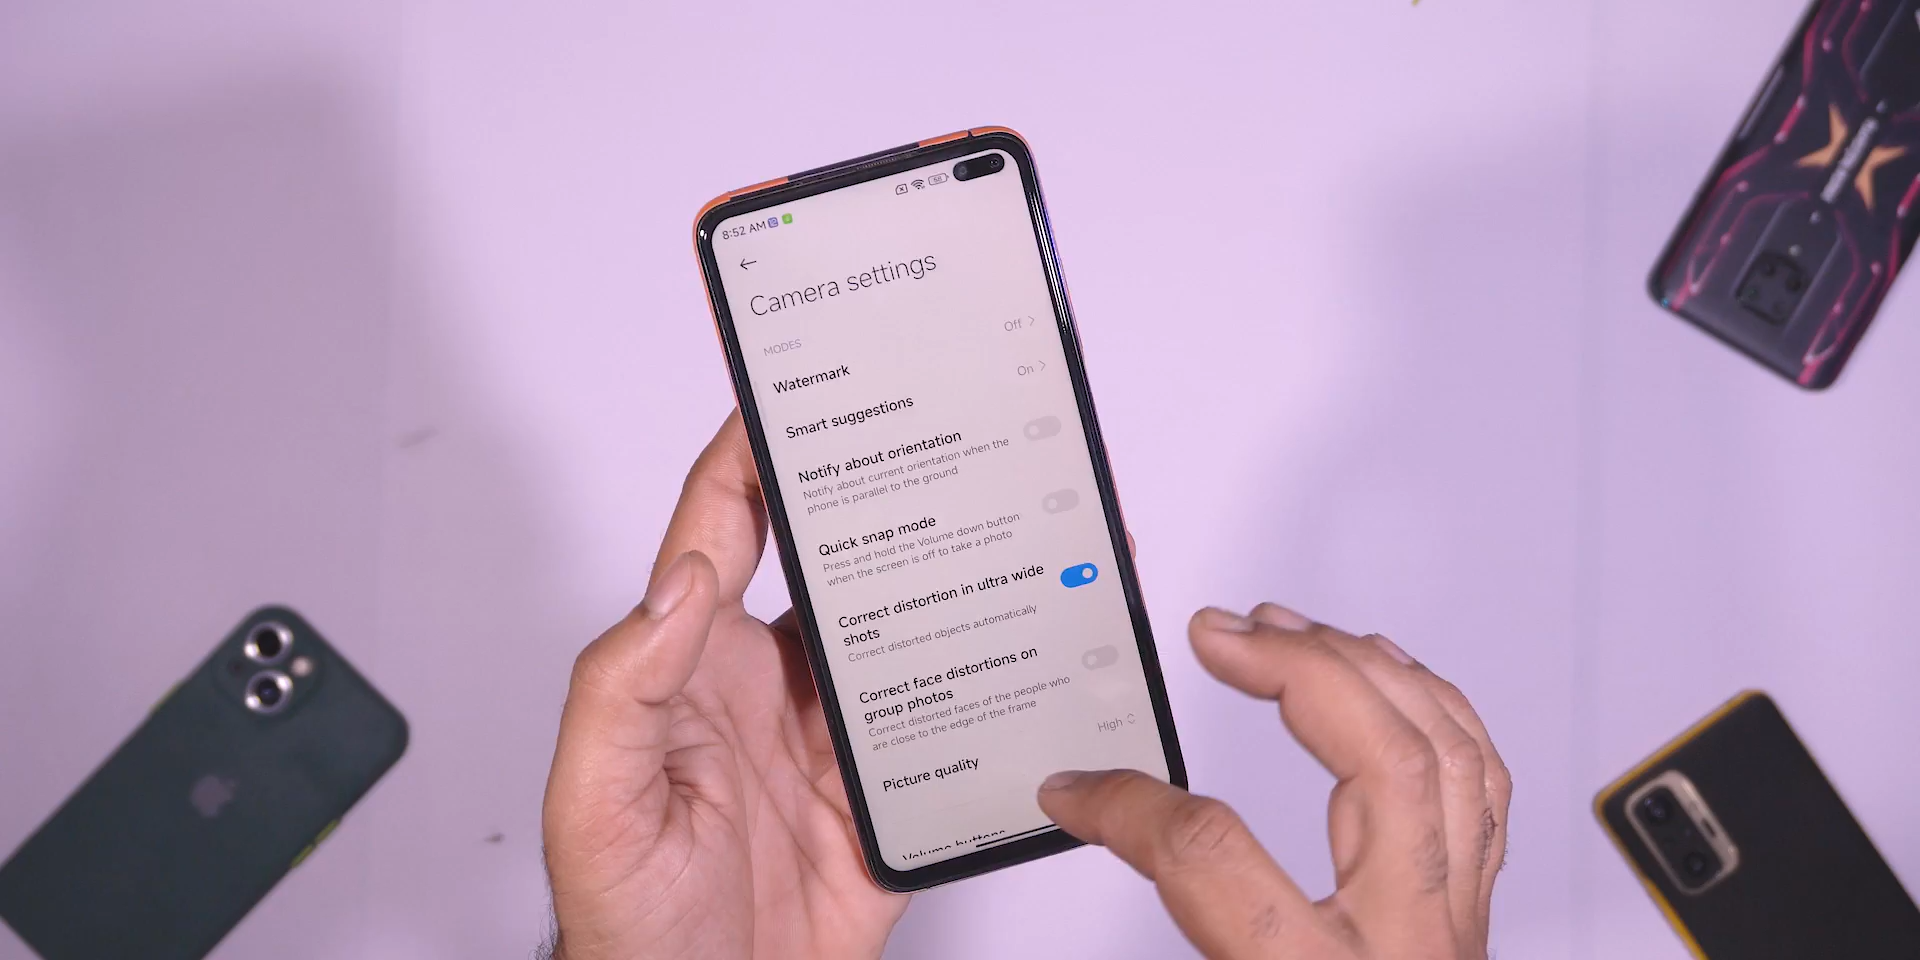 8:52 AM
Camera settings
MODES
Watermark
Off
Smart suggestions
On
Notify about orientation
Notify about current orientation when the
phone is parallel to the ground
Quick snap mode
Press and hold the Volume down button
when the screen is off to take a photo
Correct distortion in ultra wide
shots
Correct distorted objects automatically
Correct face distortions on
group photos
Correct distorted faces of the people who
are close to the edge of the frame
Picture quality
High
Volume buttons